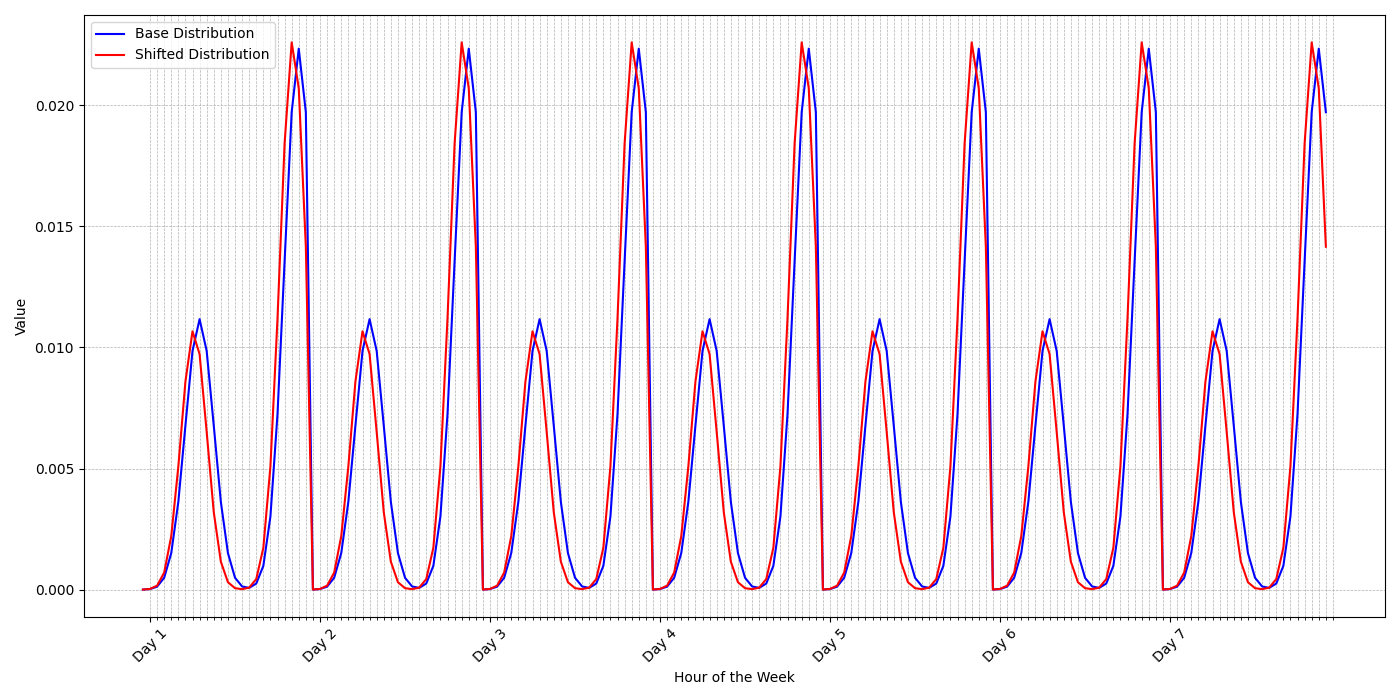 Base Distribution
Shifted Distribution
Value
0.020
0.015
0.010
0.005
0.000
Day 1
Day 2
Day 3
Day 4
Day 5
Day 6
Day 7
Hour of the Week